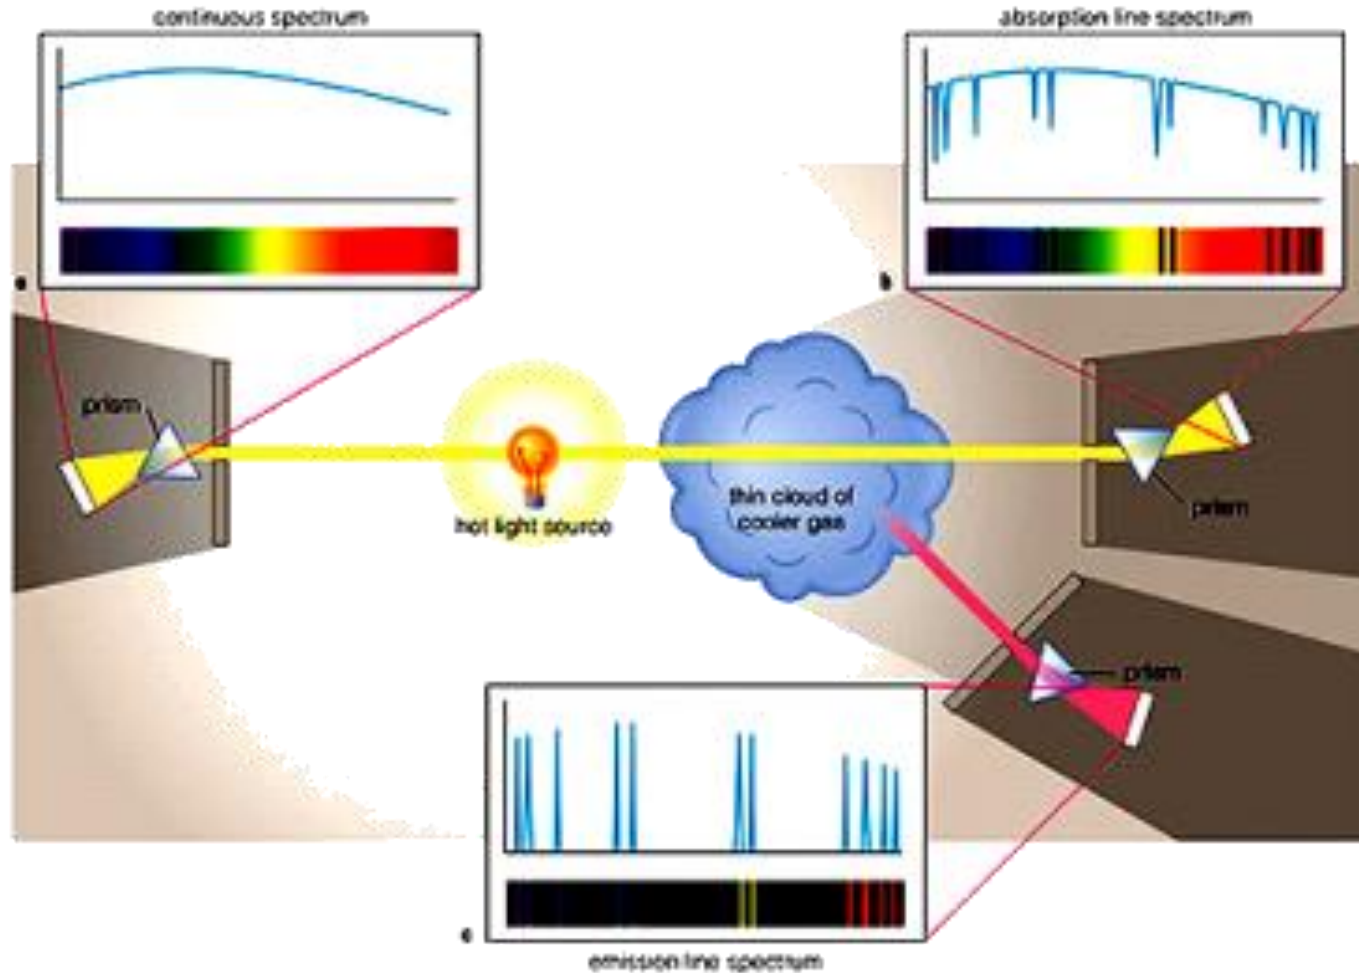 continuous spectrum
absorption line spectrum
a
b
prism
hot light source
thin cloud of
cooler gas
prism
prism
c
emission line spectrum